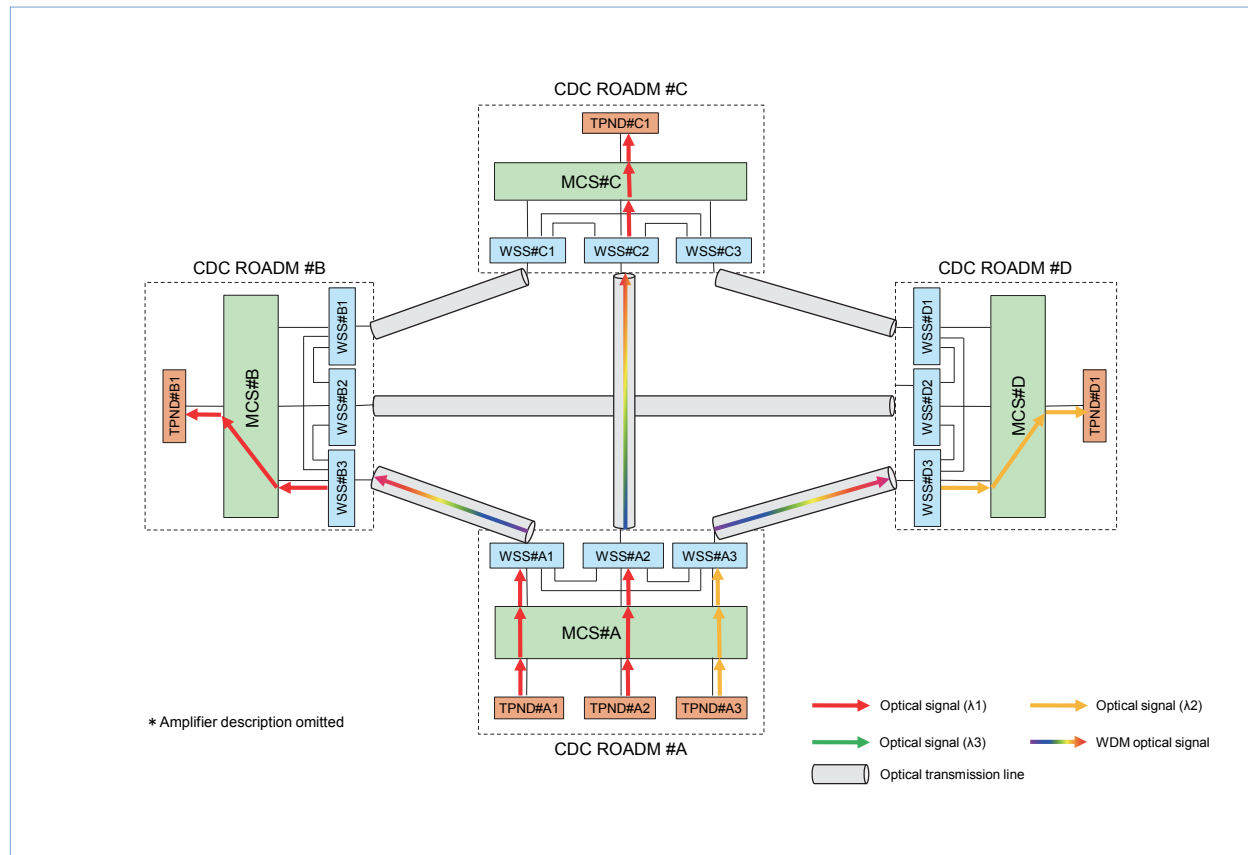 CDC ROADM #C
TPND#C1
MCS#C
WSS#C1
WSS#C2
WSS#C3
CDC ROADM #B
WSS#B1
WSS#B2
WSS#B3
MCS#B
TPND#B1
CDC ROADM #D
WSS#D1
WSS#D2
WSS#D3
MCS#D
TPND#D1
WSS#A1
WSS#A2
WSS#A3
MCS#A
TPND#A1
TPND#A2
TPND#A3
CDC ROADM #A
* Amplifier description omitted
Optical signal (λ1)
Optical signal (λ2)
Optical signal (λ3)
WDM optical signal
Optical transmission line